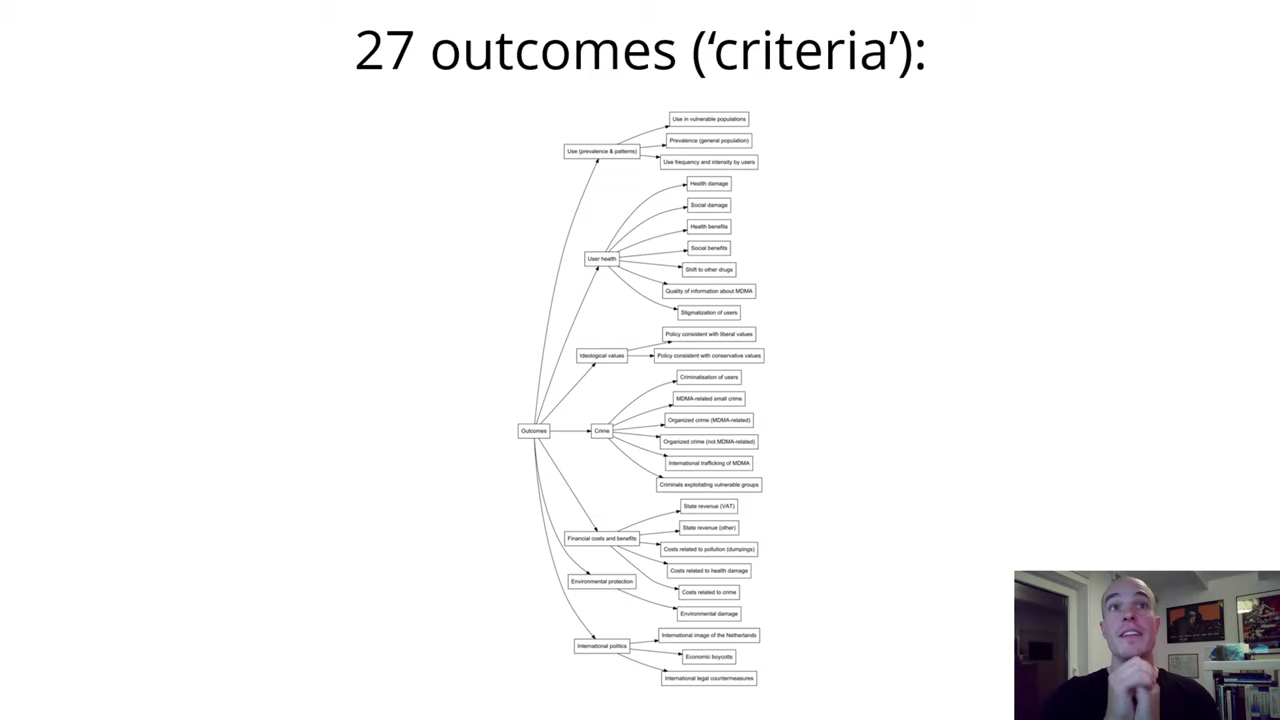 27 outcomes (‘criteria’):
Use in vulnerable populations
Prevalence (general population)
Use (prevalence & patterns)
Use frequency and intensity by users
Health damage
Social damage
Health benefits
Social benefits
User health
Shift to other drugs
Quality of information about MDMA
Stigmatization of users
Policy consistent with liberal values
Ideological values
Policy consistent with conservative values
Criminalisation of users
MDMA-related small crime
Organized crime (MDMA-related)
Outcomes
Crime
Organized crime (not MDMA-related)
International trafficking of MDMA
Criminals exploitating vulnerable groups
State revenue (VAT)
State revenue (other)
Financial costs and benefits
Costs related to pollution (dumpings)
Costs related to health damage
Environmental protection
Costs related to crime
Environmental damage
International image of the Netherlands
International politics
Economic boycotts
International legal countermeasures